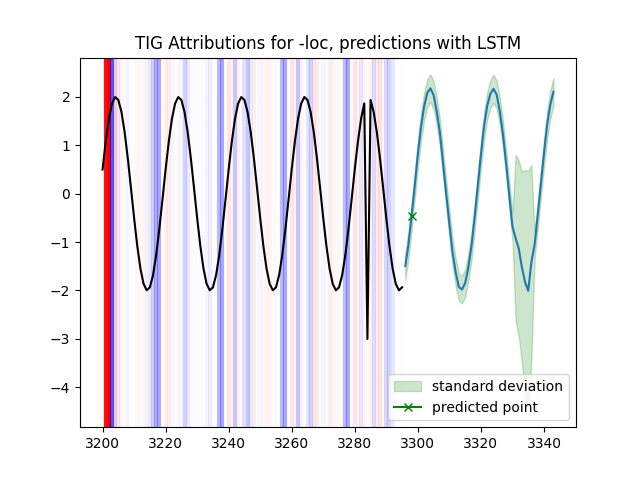 TIG Attributions for -loc, predictions with LSTM
2
1
0
−1
−2
−3
−4
standard deviation
predicted point
3200 3220 3240 3260 3280 3300 3320 3340